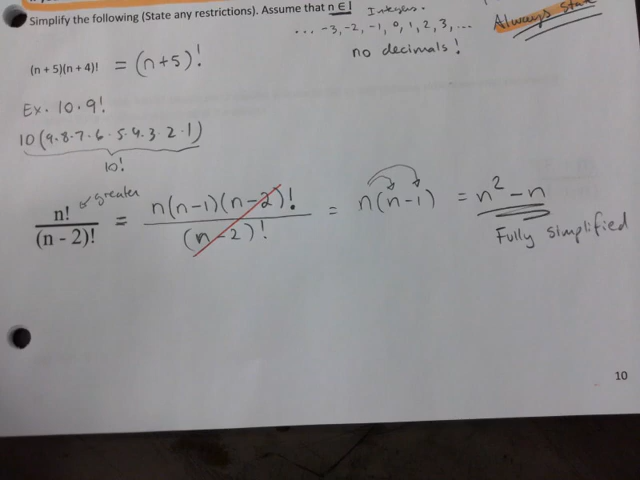 Simplify the following (State any restrictions). Assume that n ∈ I Integers.
Always state
... -3, -2, -1, 0, 1, 2, 3, ...
no decimals!
(n + 5)(n + 4)! = (n+5)!
Ex. 10·9!
10(9·8·7·6·5·4·3·2·1)
10!
greater
n!/(n - 2)! = n(n-1)(n-2)!/(n-2)! = n(n-1) = n² - n
Fully simplified
10